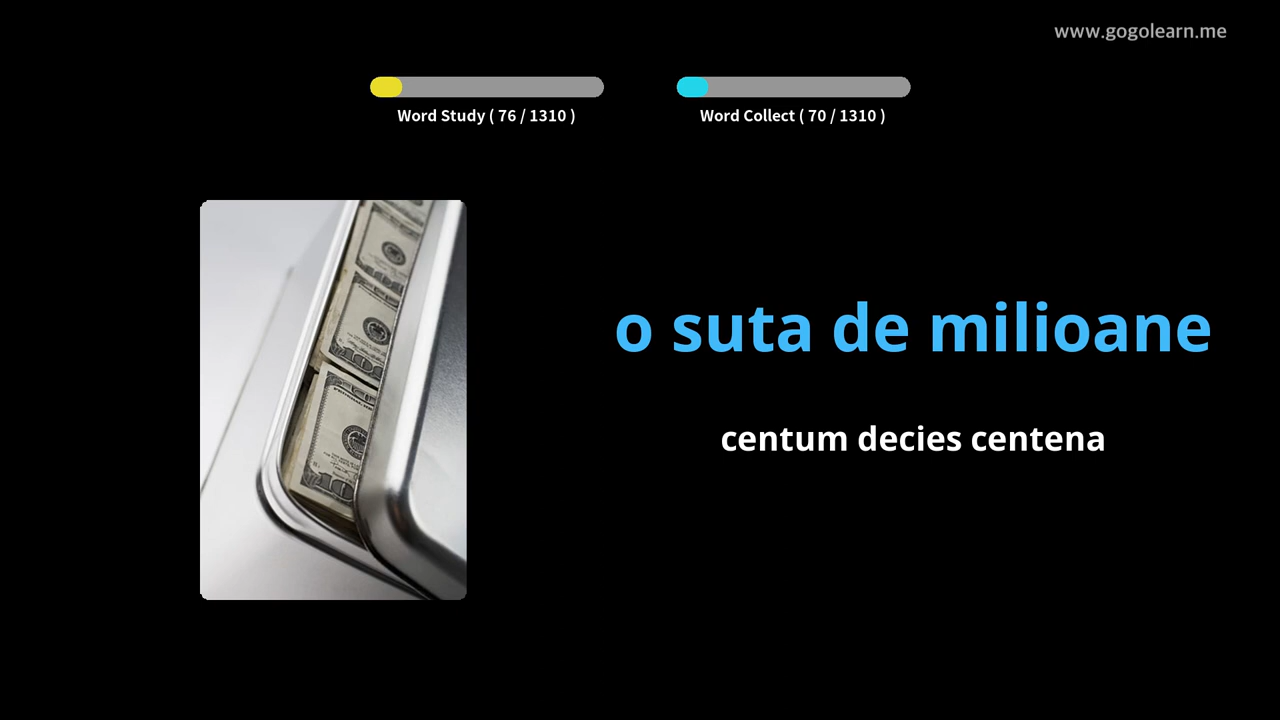 www.gogolearn.me
Word Study ( 76 / 1310 )
Word Collect ( 70 / 1310 )
o suta de milioane
centum decies centena